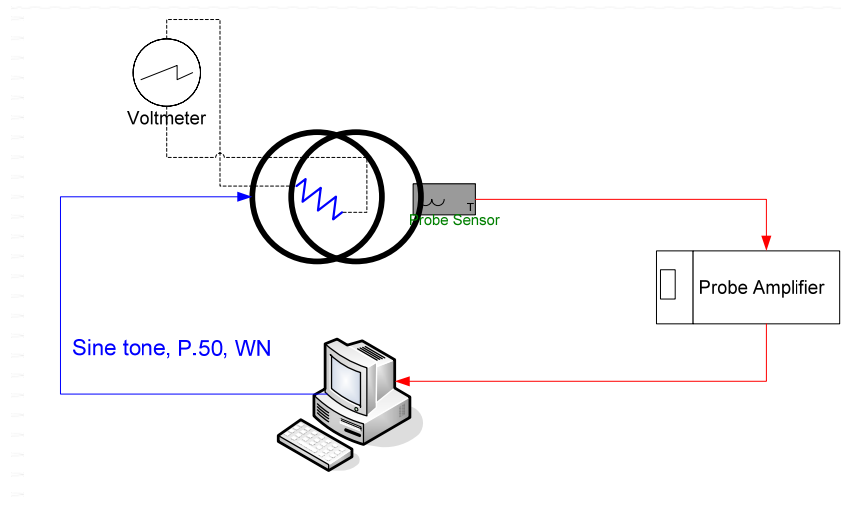 Voltmeter
T
Probe Sensor
Probe Amplifier
Sine tone, P.50, WN